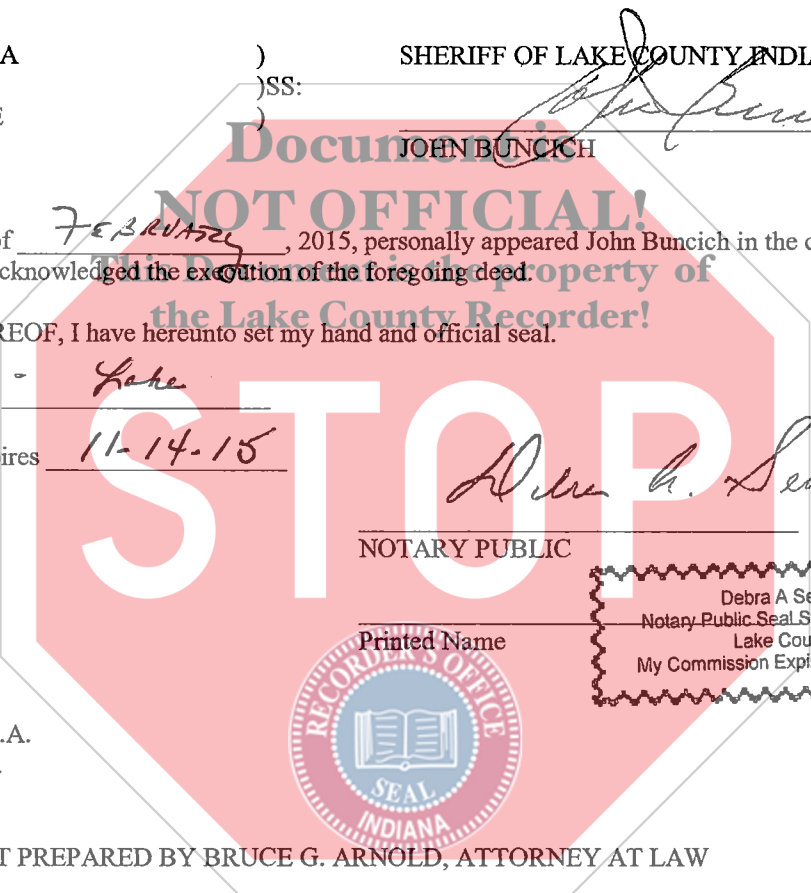 A ) SHERIFF OF LAKE COUNTY INDIA
)SS:
E )
JOHN BUNCICH
Document is
NOT OFFICIAL!
This Document is the property of
the Lake County Recorder!
of FEBRUARY, 2015, personally appeared John Buncich in the c
cknowledged the execution of the foregoing deed.
REOF, I have hereunto set my hand and official seal.
- Lake
ires 11-14-15
STOP
NOTARY PUBLIC
Debra A Se
Notary Public Seal S
Printed Name
Lake Cou
My Commission Expi
RECORDER'S OFFICE
SEAL
INDIANA
.A.
T PREPARED BY BRUCE G. ARNOLD, ATTORNEY AT LAW